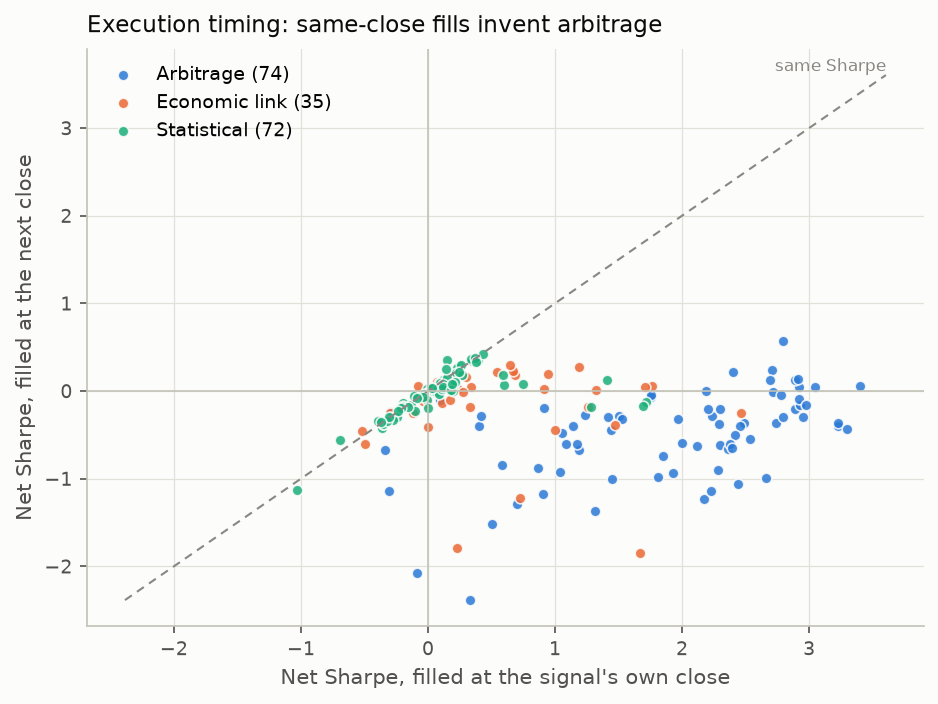 Execution timing: same-close fills invent arbitrage
same Sharpe
Arbitrage (74)
Economic link (35)
Statistical (72)
Net Sharpe, filled at the next close
3
2
1
0
−1
−2
−2
−1
0
1
2
3
Net Sharpe, filled at the signal's own close